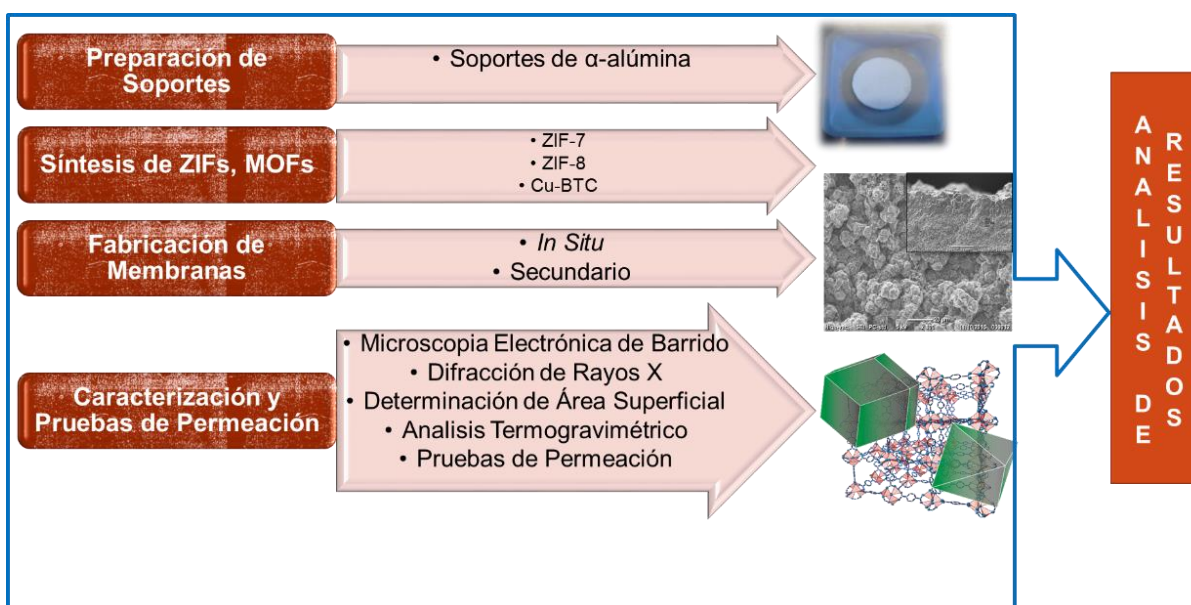 Preparación de
Soportes
• Soportes de α-alúmina
Síntesis de ZIFs, MOFs
• ZIF-7
• ZIF-8
• Cu-BTC
Fabricación de
Membranas
• In Situ
• Secundario
Caracterización y
Pruebas de Permeación
• Microscopia Electrónica de Barrido
• Difracción de Rayos X
• Determinación de Área Superficial
• Analisis Termogravimétrico
• Pruebas de Permeación
ANALISIS DE
RESULTADOS